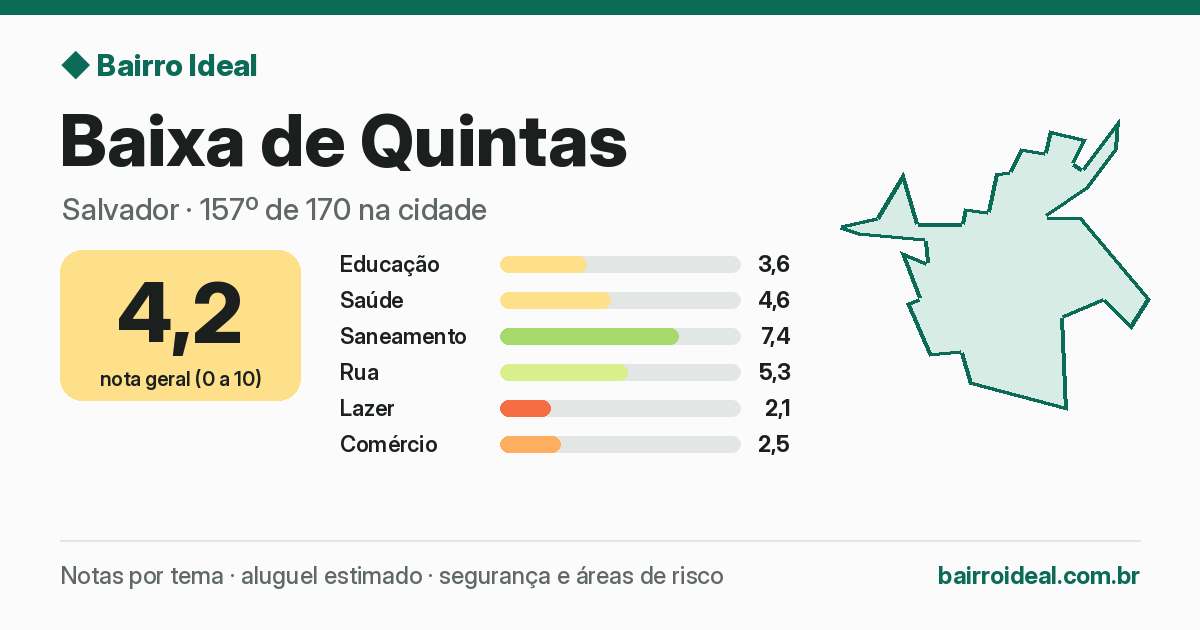 Bairro Ideal
Baixa de Quintas
Salvador · 157º de 170 na cidade
4,2
nota geral (0 a 10)
Educação 3,6
Saúde 4,6
Saneamento 7,4
Rua 5,3
Lazer 2,1
Comércio 2,5
Notas por tema · aluguel estimado · segurança e áreas de risco
bairroideal.com.br